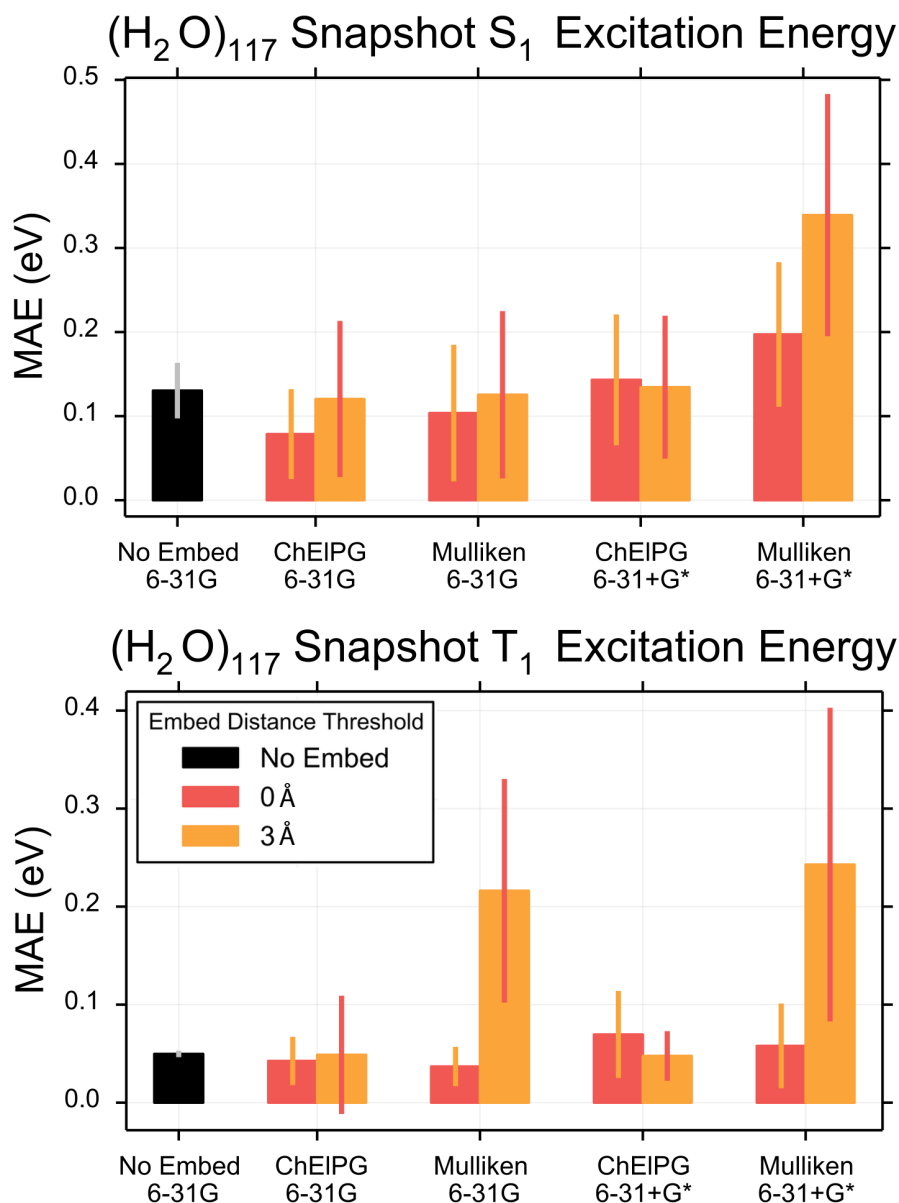 (H2O)117 Snapshot S1 Excitation Energy
0.5
0.4
0.3
0.2
0.1
0.0
MAE (eV)
No Embed
6-31G
ChElPG
6-31G
Mulliken
6-31G
ChElPG
6-31+G*
Mulliken
6-31+G*
(H2O)117 Snapshot T1 Excitation Energy
0.4
0.3
0.2
0.1
0.0
MAE (eV)
Embed Distance Threshold
No Embed
0 Å
3 Å
No Embed
6-31G
ChElPG
6-31G
Mulliken
6-31G
ChElPG
6-31+G*
Mulliken
6-31+G*